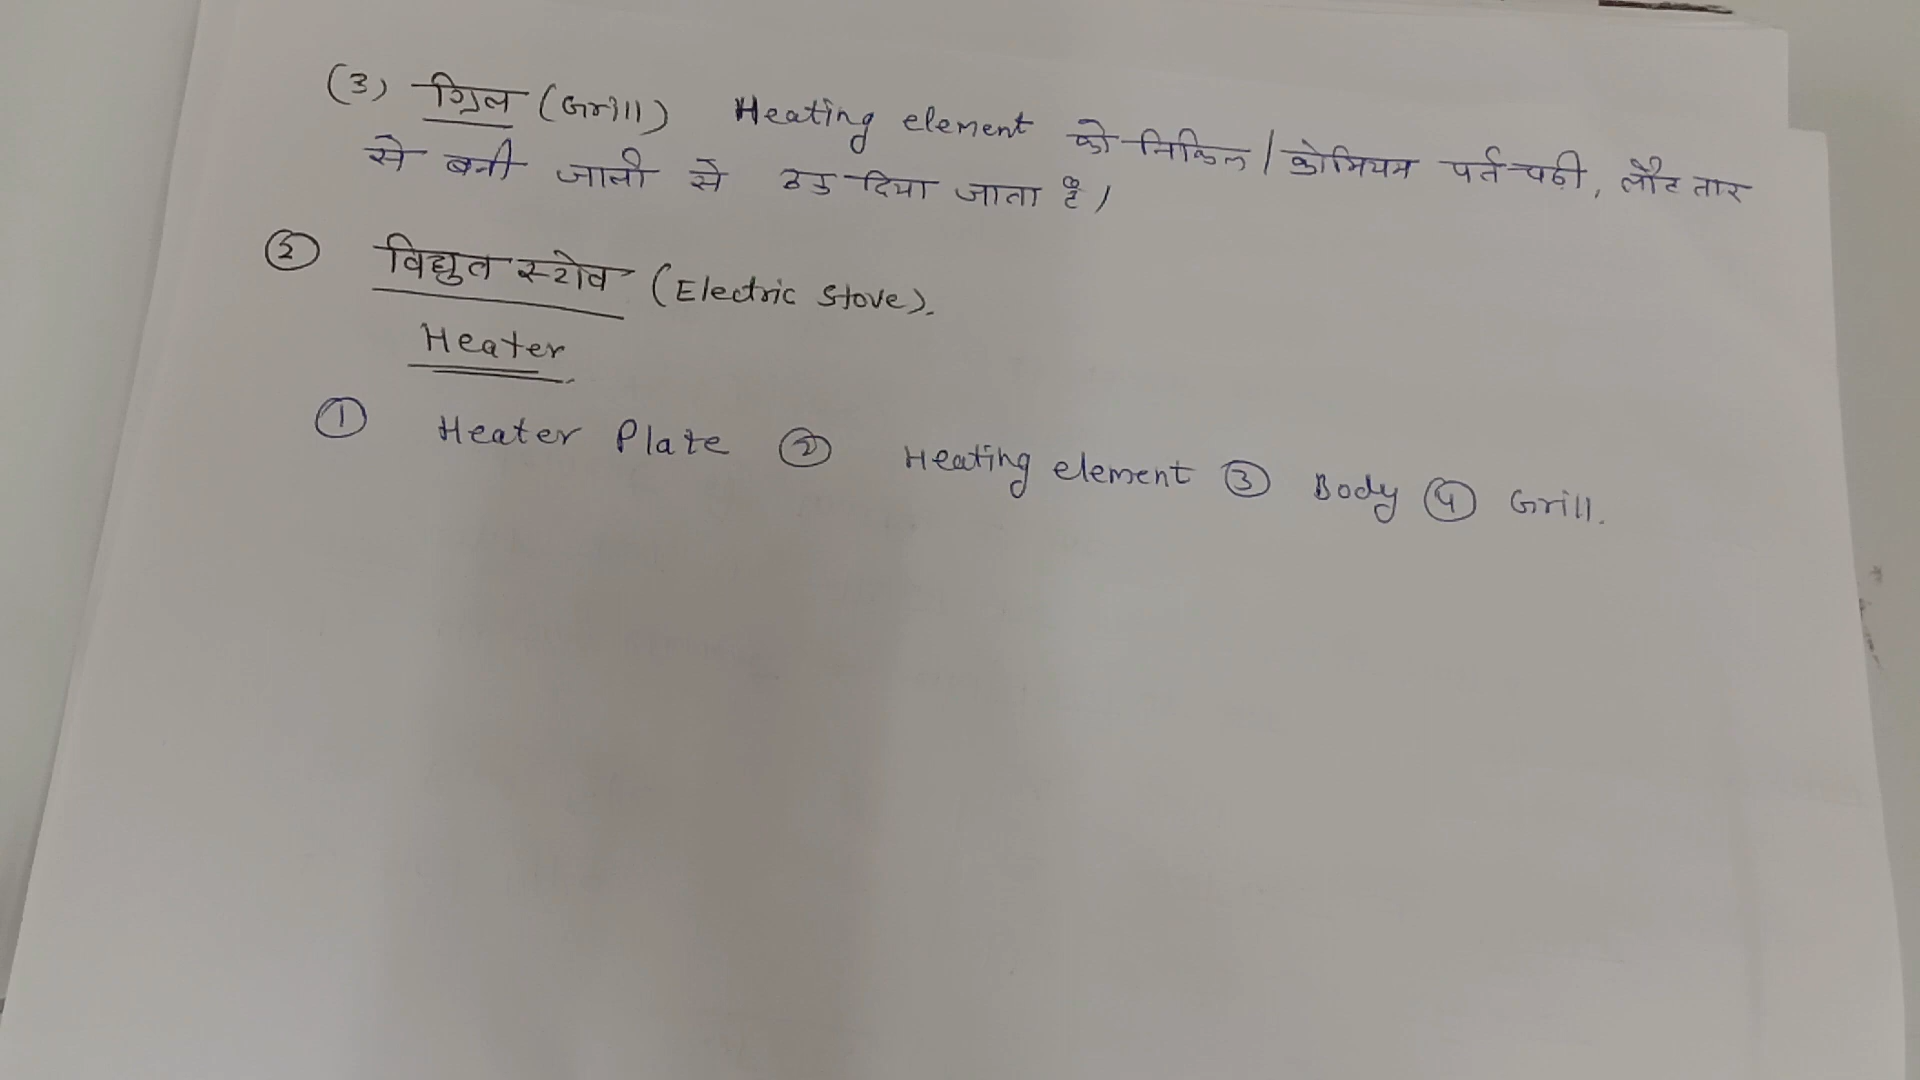 (3) ग्रिल (Grill) Heating element को निकिल / क्रोमियम पर्त चढ़ी, लौह तार
से बनी जाली से ढक दिया जाता है।
② विद्युत स्टोव (Electric Stove).
Heater
① Heater Plate ② Heating element ③ Body ④ Grill.